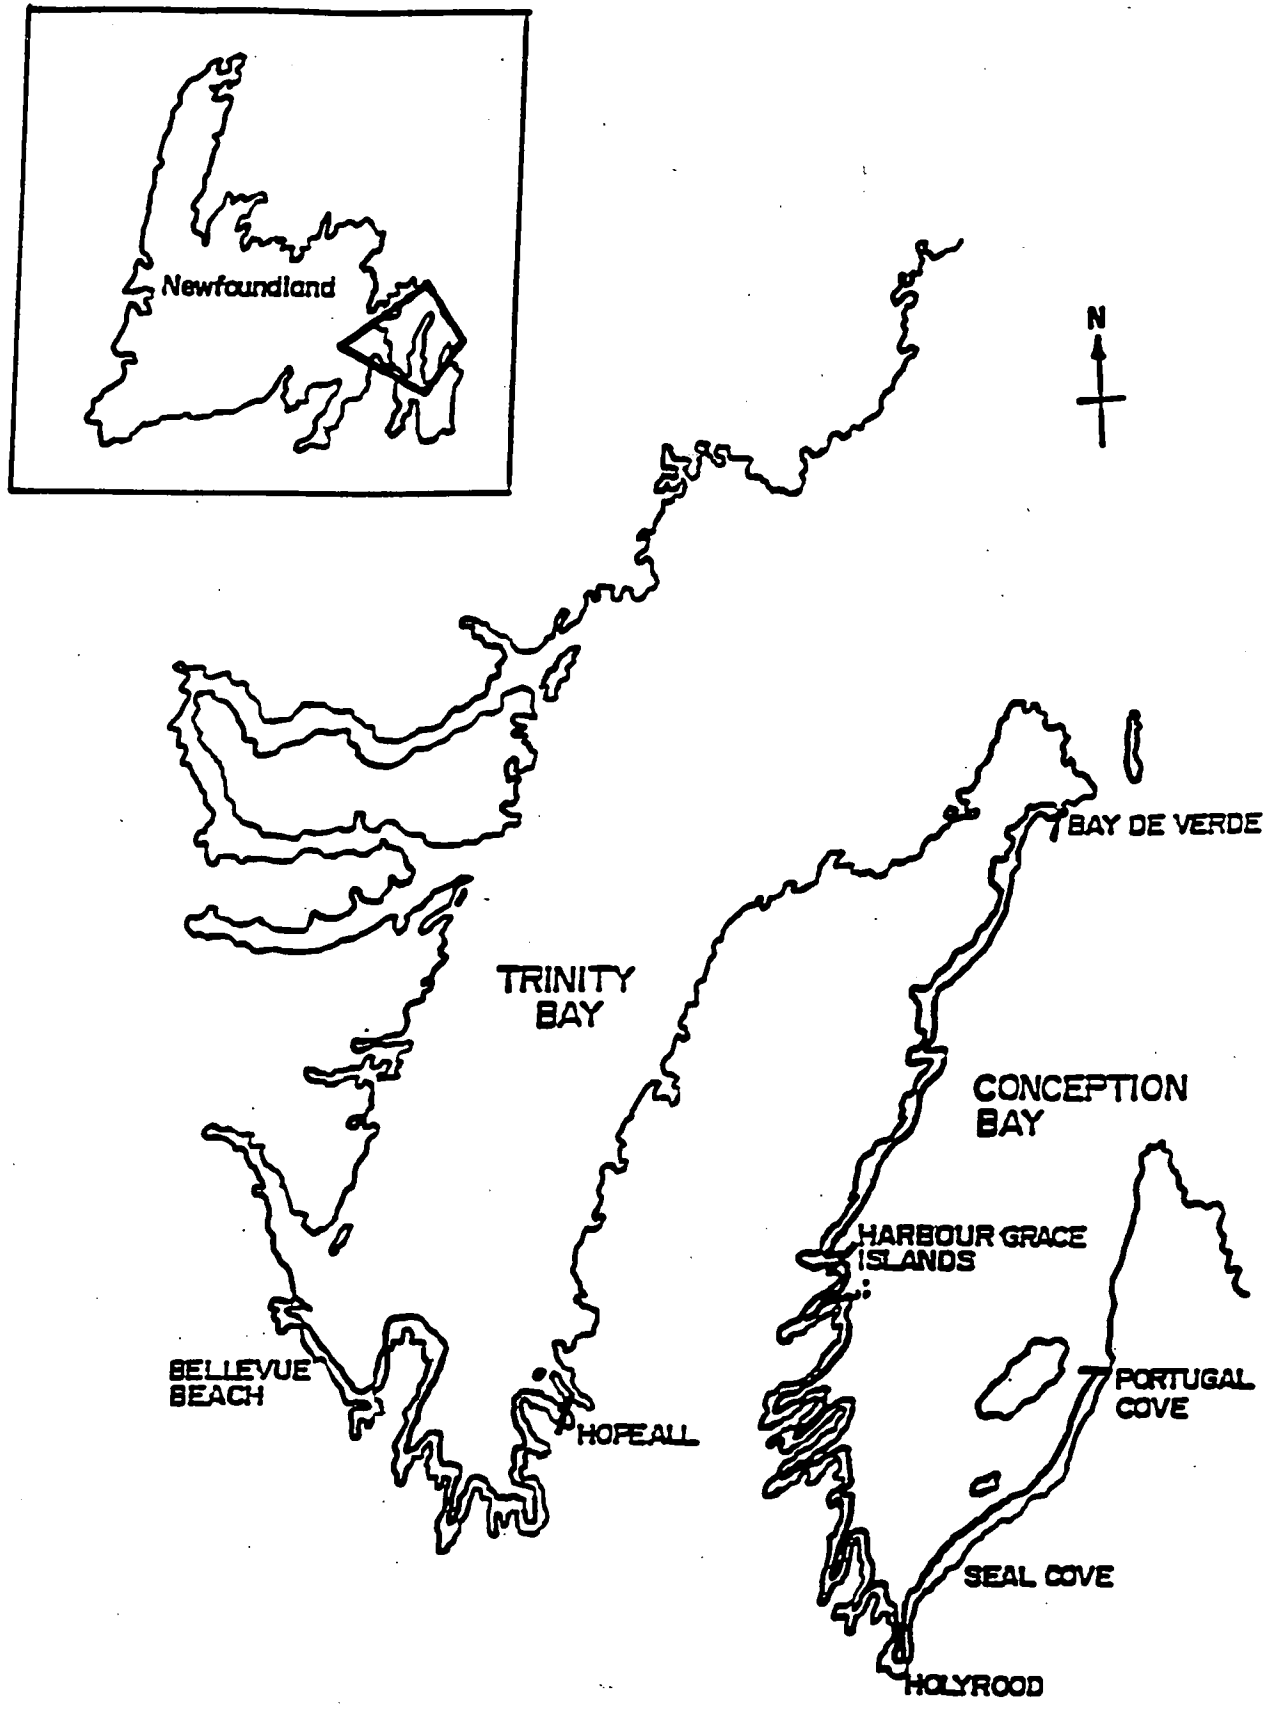 Newfoundland
N
BAY DE VERDE
TRINITY
BAY
CONCEPTION
BAY
HARBOUR GRACE
ISLANDS
BELLEVUE
BEACH
PORTUGAL
COVE
HOPEALL
SEAL COVE
HOLYROOD